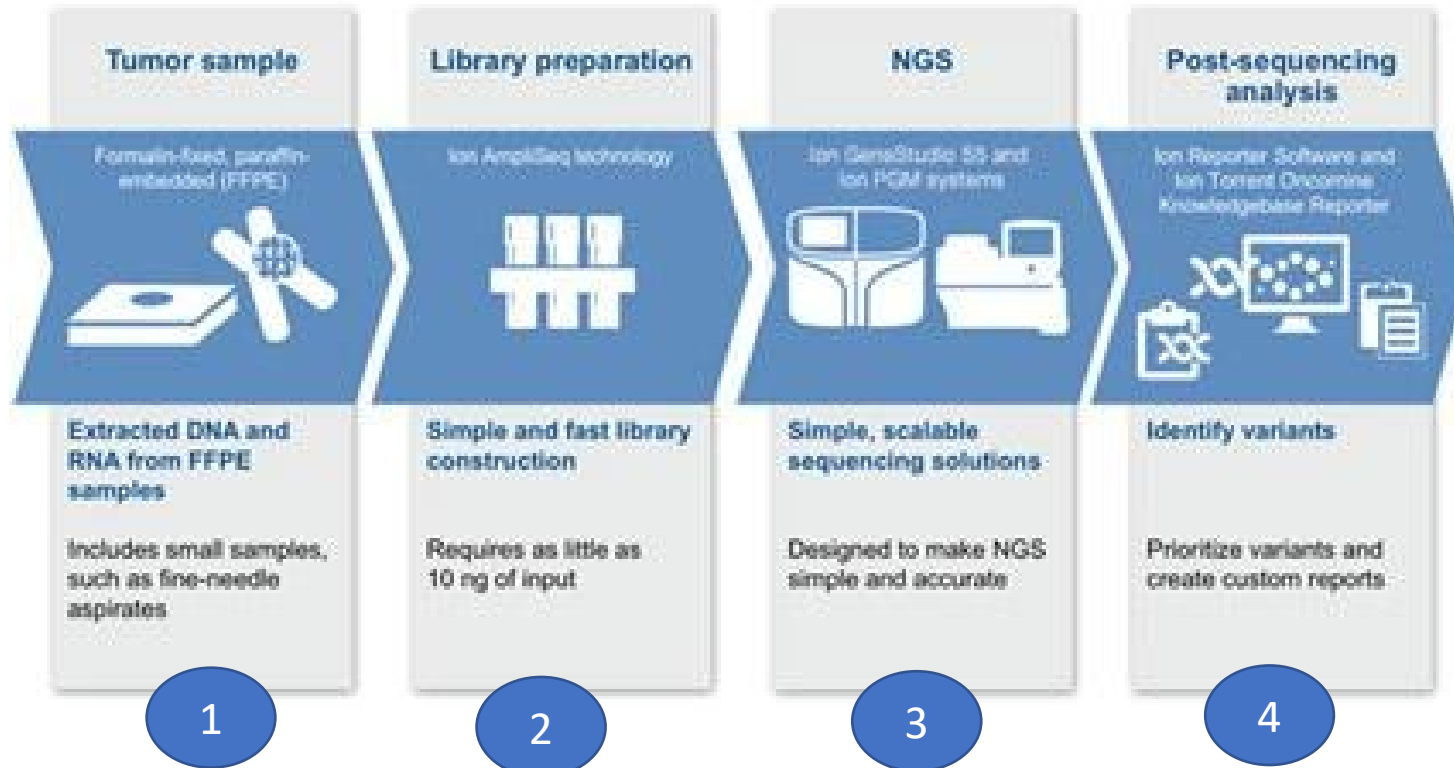 Tumor sample
Formalin-fixed, paraffin-
embedded (FFPE)
Extracted DNA and
RNA from FFPE
samples
Includes small samples,
such as fine-needle
aspirates
1
Library preparation
Ion AmpliSeq technology
Simple and fast library
construction
Requires as little as
10 ng of input
2
NGS
Ion GeneStudio S5 and
Ion PGM systems
Simple, scalable
sequencing solutions
Designed to make NGS
simple and accurate
3
Post-sequencing
analysis
Ion Reporter Software and
Ion Torrent Oncomine
Knowledgebase Reporter
Identify variants
Prioritize variants and
create custom reports
4